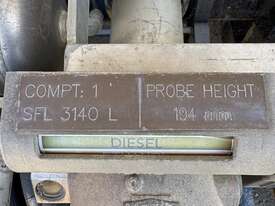 COMPT: 1
SFL 3140 L
PROBE HEIGHT
194 mm
DIESEL